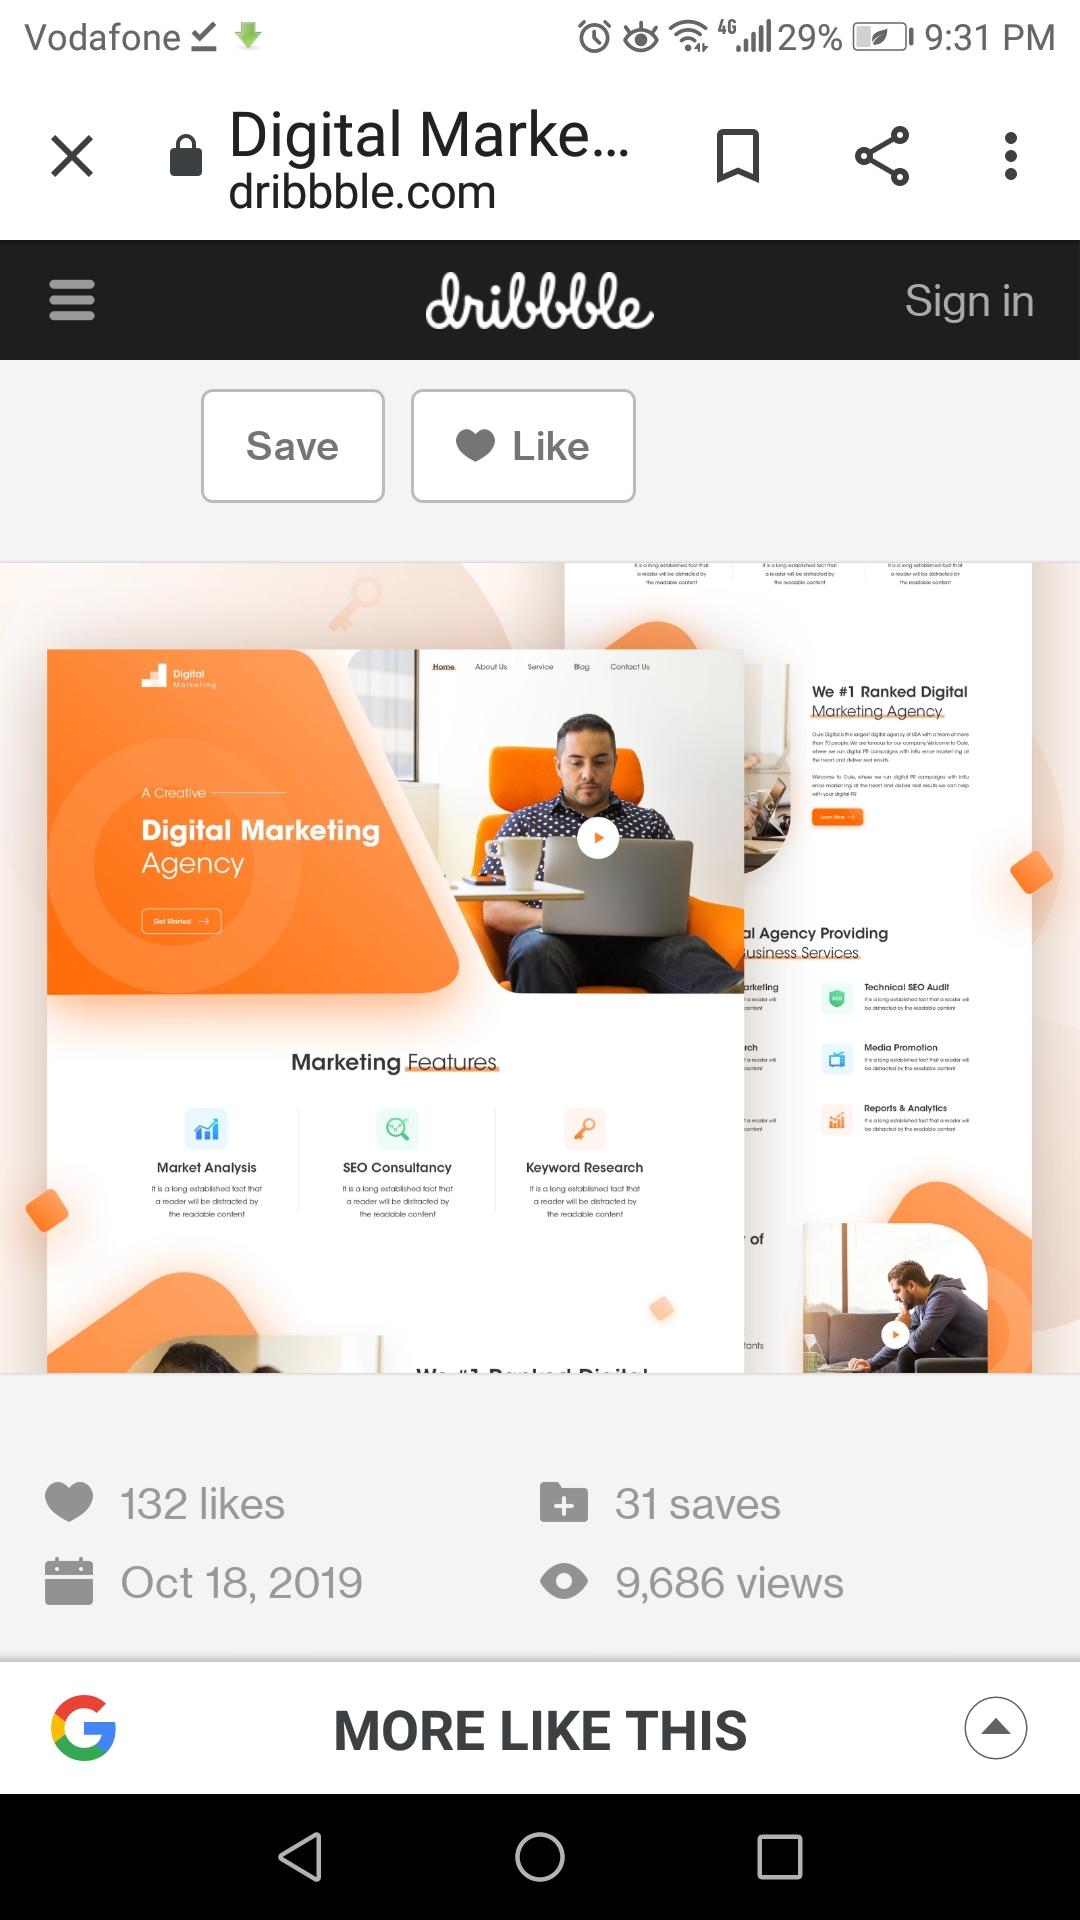 Vodafone
4G 29% 9:31 PM
Digital Marke...
dribbble.com
dribbble
Sign in
Save
Like
It is a long established fact that
a reader will be distracted by
the readable content
It is a long established fact that
a reader will be distracted by
the readable content
It is a long established fact that
a reader will be distracted by
the readable content
Digital
Marketing
Home About Us Service Blog Contact Us
A Creative
Digital Marketing
Agency
Get Started
We #1 Ranked Digital
Marketing Agency
Learn More
al Agency Providing
usiness Services
arketing
Technical SEO Audit
It is a long established fact that a reader will
be distracted by the readable content
rch
Media Promotion
It is a long established fact that a reader will
be distracted by the readable content
Reports & Analytics
It is a long established fact that a reader will
be distracted by the readable content
Marketing Features
Market Analysis
It is a long established fact that
a reader will be distracted by
the readable content
SEO Consultancy
It is a long established fact that
a reader will be distracted by
the readable content
Keyword Research
It is a long established fact that
a reader will be distracted by
the readable content
of
tants
We #1 Ranked Digital
132 likes
31 saves
Oct 18, 2019
9,686 views
MORE LIKE THIS